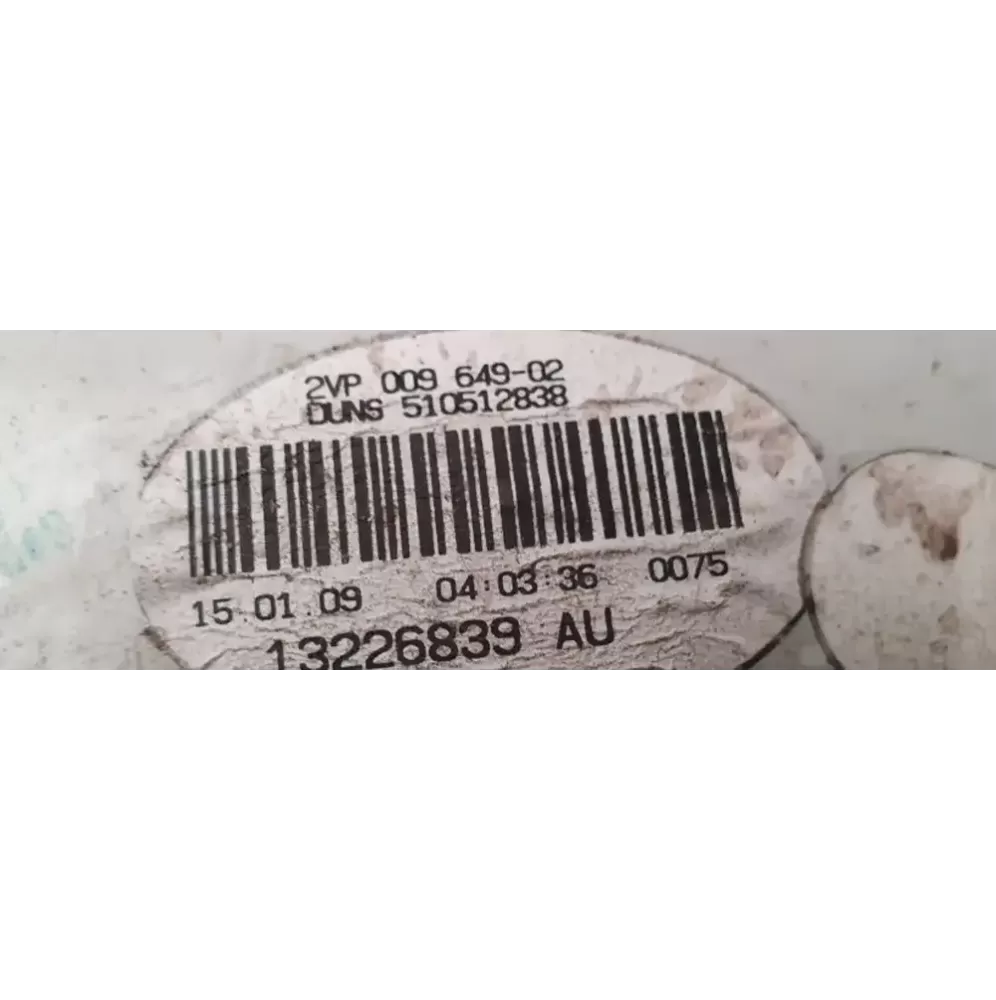 2VP 009 649-02
DUNS 510512838
15.01.09 04:03:36 0075
13226839 AU